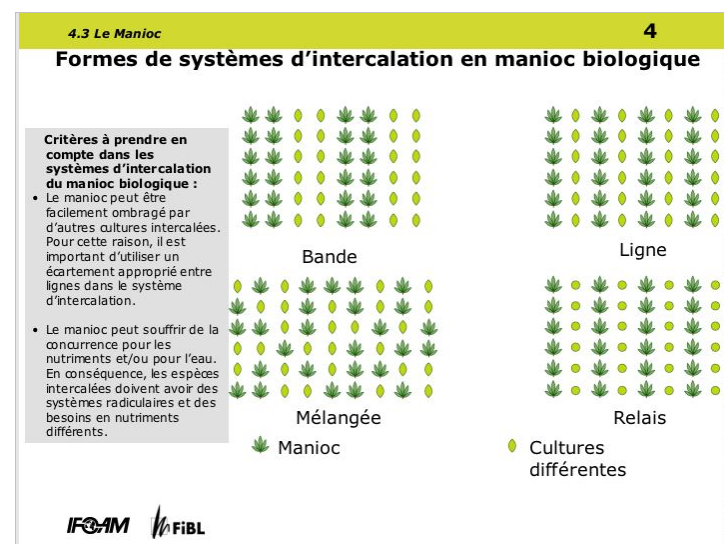 4.3 Le Manioc
4
Formes de systèmes d’intercalation en manioc biologique
Critères à prendre en
compte dans les
systèmes d’intercalation
du manioc biologique :
• Le manioc peut être
facilement ombragé par
d’autres cultures intercalées.
Pour cette raison, il est
important d’utiliser un
écartement approprié entre
lignes dans le système
d’intercalation.
• Le manioc peut souffrir de la
concurrence pour les
nutriments et/ou pour l’eau.
En conséquence, les espèces
intercalées doivent avoir des
systèmes radiculaires et des
besoins en nutriments
différents.
Bande
Ligne
Mélangée
Relais
Manioc
Cultures
différentes
IFOAM
FiBL